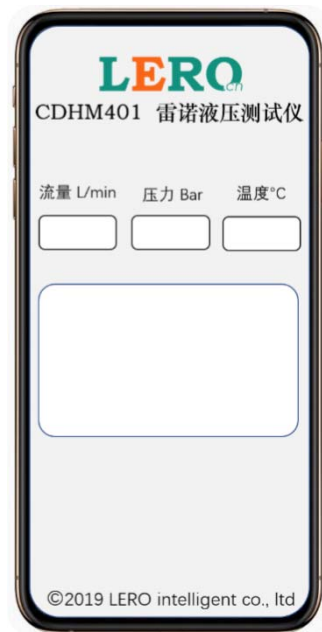 LERO.cn
CDHM401 雷诺液压测试仪
流量 L/min 压力 Bar 温度°C
©2019 LERO intelligent co., ltd